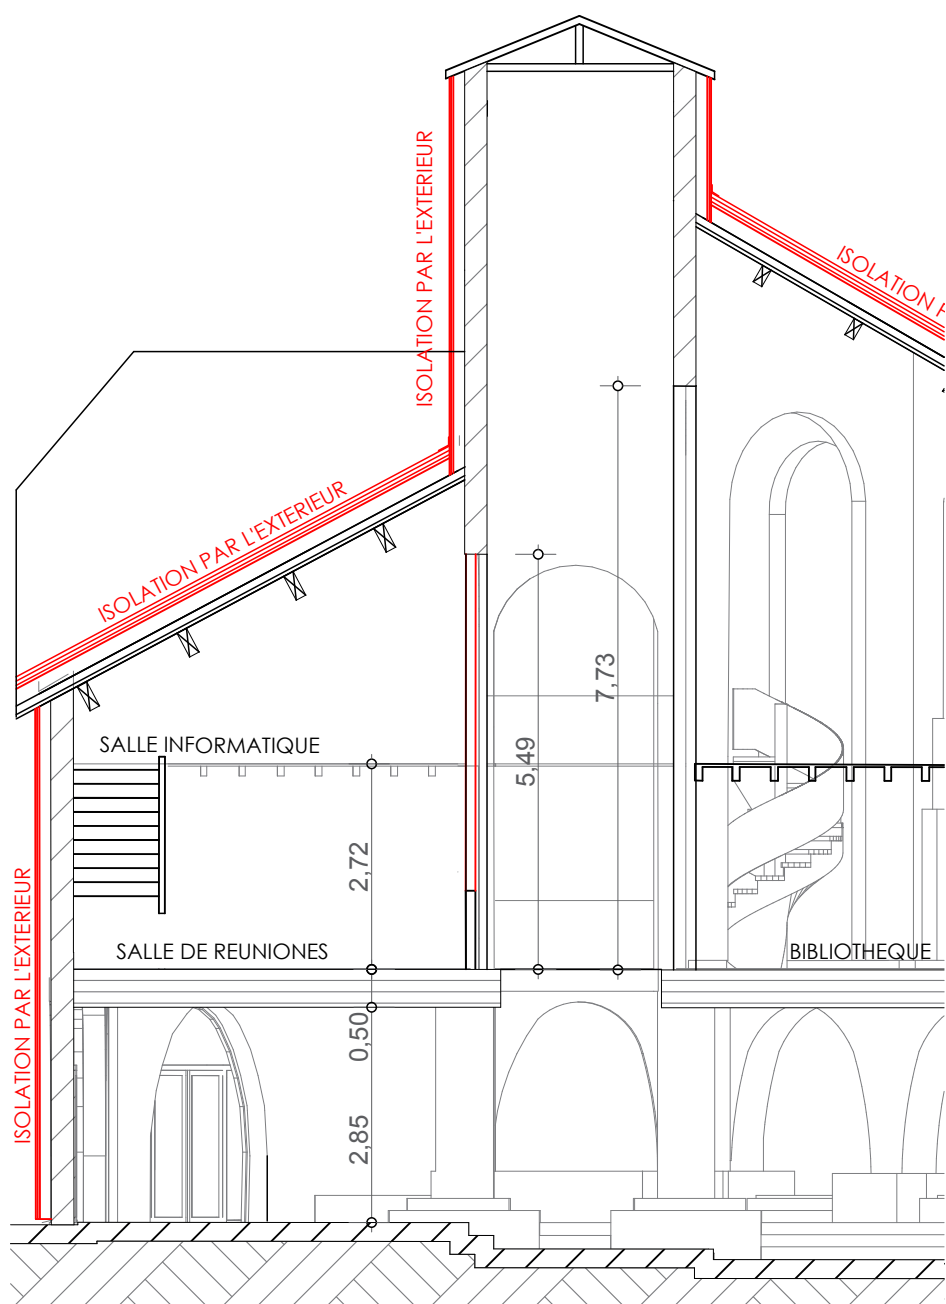 ISOLATION PAR L'EXTERIEUR
ISOLATION P
ISOLATION PAR L'EXTERIEUR
7,73
5,49
SALLE INFORMATIQUE
2,72
ISOLATION PAR L'EXTERIEUR
SALLE DE REUNIONES
BIBLIOTHEQUE
0,50
2,85